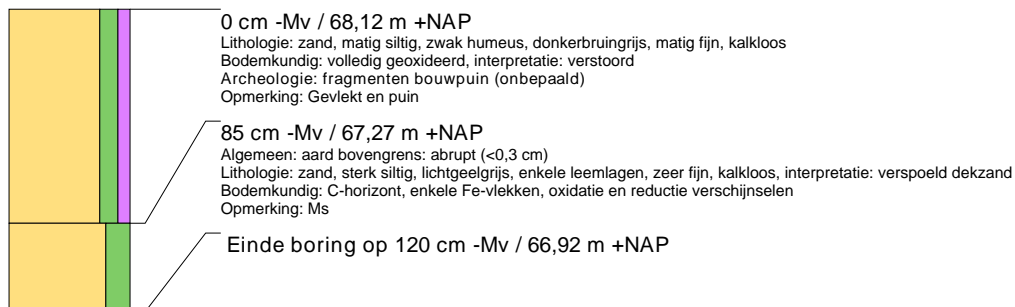 0 cm -Mv / 68,12 m +NAP
Lithologie: zand, matig siltig, zwak humeus, donkerbruingrijs, matig fijn, kalkloos
Bodemkundig: volledig geoxideerd, interpretatie: verstoord
Archeologie: fragmenten bouwpuin (onbepaald)
Opmerking: Gevlekt en puin
85 cm -Mv / 67,27 m +NAP
Algemeen: aard bovengrens: abrupt (<0,3 cm)
Lithologie: zand, sterk siltig, lichtgeelgrijs, enkele leemlagen, zeer fijn, kalkloos, interpretatie: verspoeld dekzand
Bodemkundig: C-horizont, enkele Fe-vlekken, oxidatie en reductie verschijnselen
Opmerking: Ms
Einde boring op 120 cm -Mv / 66,92 m +NAP